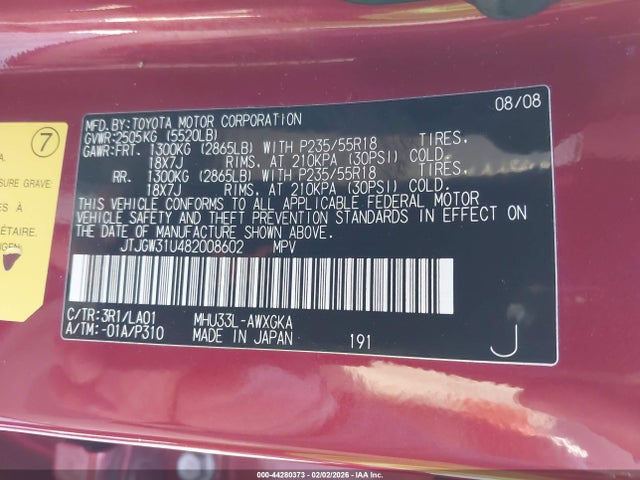 08/08
MFD.BY:TOYOTA MOTOR CORPORATION
GVWR:2505KG (5520LB)
GAWR:FRT. 1300KG (2865LB) WITH P235/55R18 TIRES,
18X7J RIMS, AT 210KPA (30PSI) COLD.
RR. 1300KG (2865LB) WITH P235/55R18 TIRES,
18X7J RIMS, AT 210KPA (30PSI) COLD.
THIS VEHICLE CONFORMS TO ALL APPLICABLE FEDERAL MOTOR
VEHICLE SAFETY AND THEFT PREVENTION STANDARDS IN EFFECT ON
THE DATE OF MANUFACTURE SHOWN ABOVE.
JTJGW31U482008602 MPV
C/TR:3R1/LA01 MHU33L-AWXGKA
A/TM:-01A/P310 MADE IN JAPAN 191 J
7
SURE GRAVE:
ÉTAIRE.
© - 44280373 - 02/02/2026 - IAA Inc.